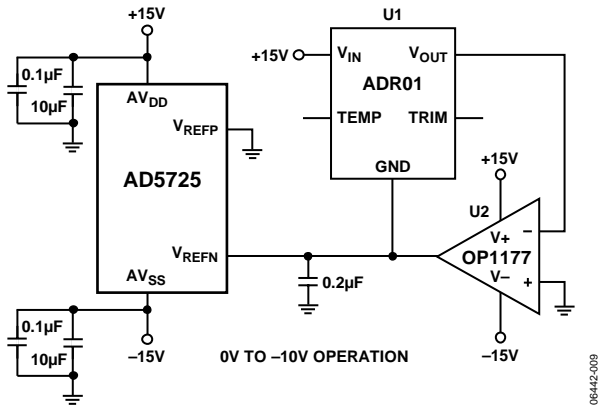 +15V
0.1µF
10µF
AVDD
VREFP
AD5725
VREFN
AVSS
0.1µF
10µF
–15V
0V TO –10V OPERATION
0.2µF
U1
+15V
VIN
VOUT
ADR01
TEMP
TRIM
GND
+15V
U2
V+
–
OP1177
V–
+
–15V
06442-009